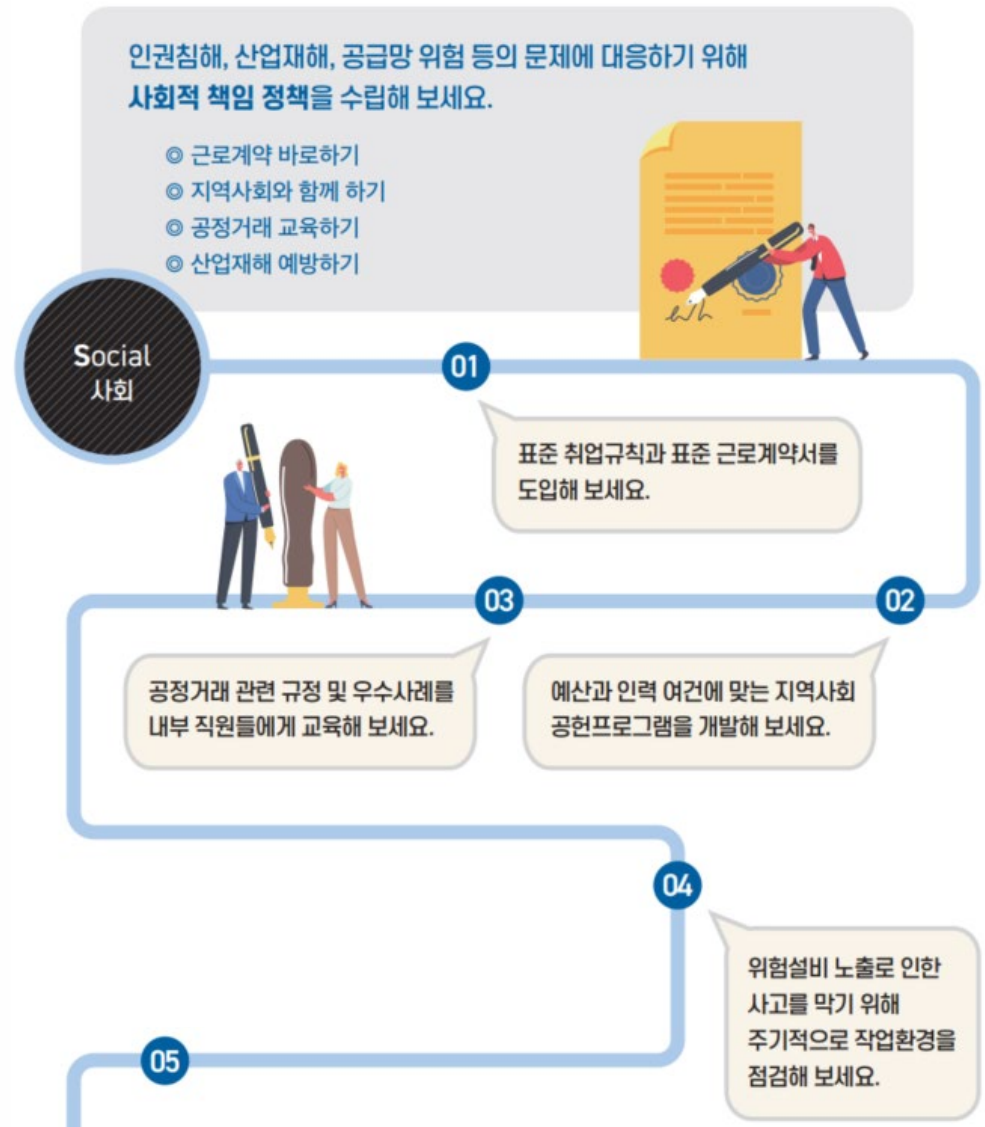 인권침해, 산업재해, 공급망 위험 등의 문제에 대응하기 위해
사회적 책임 정책을 수립해 보세요.
◎ 근로계약 바로하기
◎ 지역사회와 함께 하기
◎ 공정거래 교육하기
◎ 산업재해 예방하기
Social
사회
01
표준 취업규칙과 표준 근로계약서를
도입해 보세요.
02
예산과 인력 여건에 맞는 지역사회
공헌프로그램을 개발해 보세요.
03
공정거래 관련 규정 및 우수사례를
내부 직원들에게 교육해 보세요.
04
위험설비 노출로 인한
사고를 막기 위해
주기적으로 작업환경을
점검해 보세요.
05